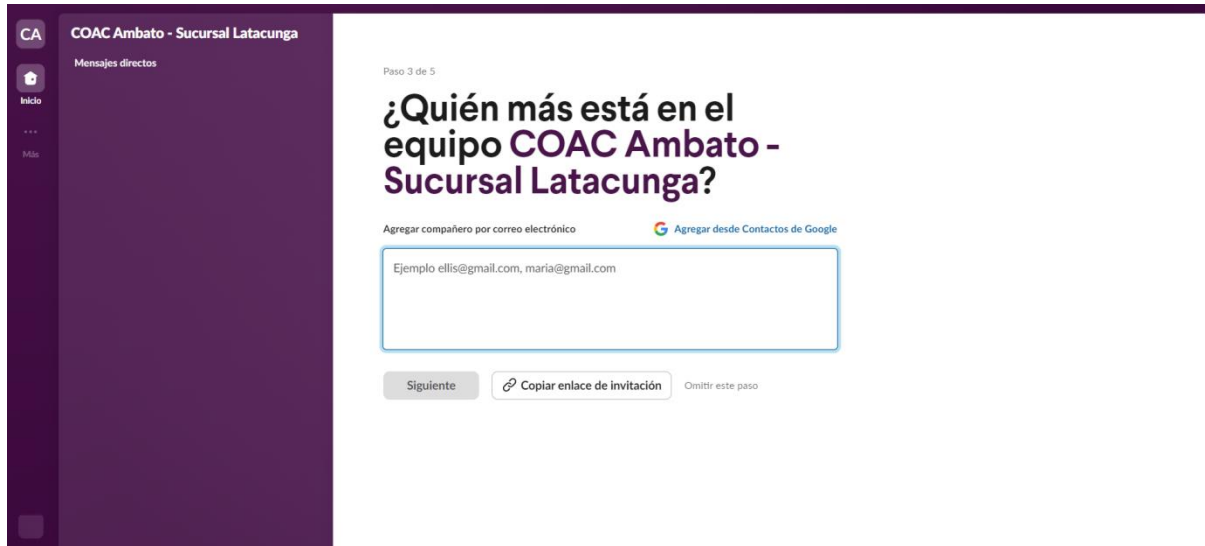 CA
COAC Ambato - Sucursal Latacunga
Mensajes directos
Inicio
Más
Paso 3 de 5
¿Quién más está en el
equipo COAC Ambato -
Sucursal Latacunga?
Agregar compañero por correo electrónico
Agregar desde Contactos de Google
Ejemplo ellis@gmail.com, maria@gmail.com
Siguiente
Copiar enlace de invitación
Omitir este paso